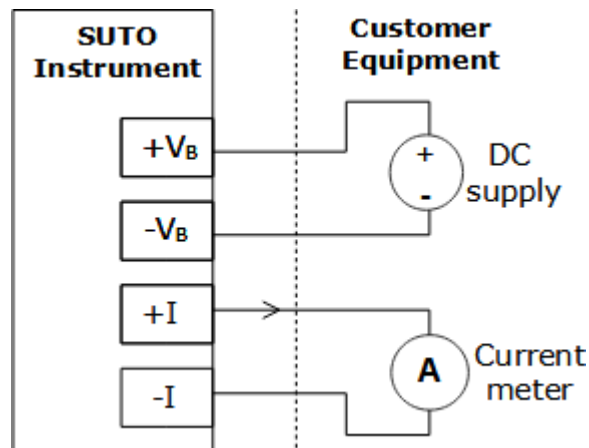 SUTO
Instrument
Customer
Equipment
+VB
-VB
+I
-I
+
-
DC
supply
A
Current
meter